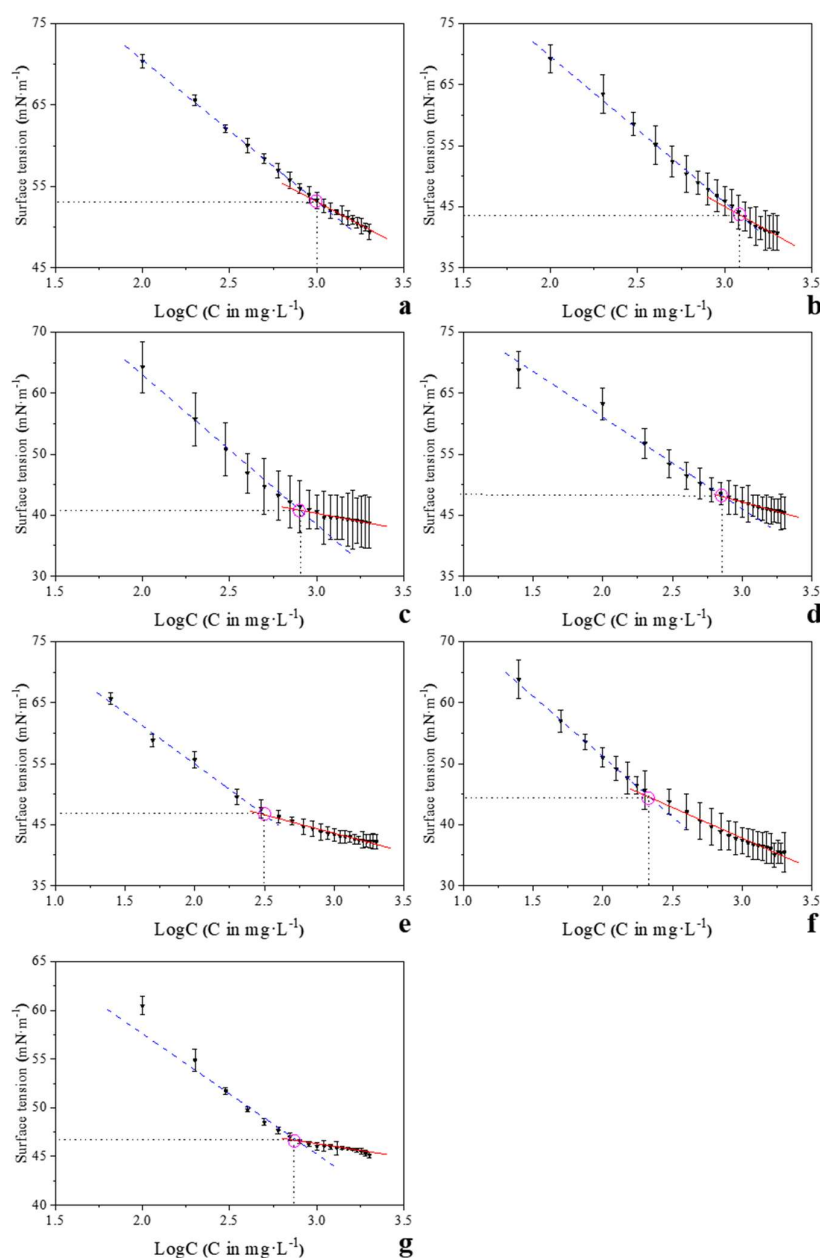 75
65
55
45
Surface tension (mN·m⁻¹)
1.5 2.0 2.5 3.0 3.5
LogC (C in mg·L⁻¹)
a
75
65
55
45
35
Surface tension (mN·m⁻¹)
1.5 2.0 2.5 3.0 3.5
LogC (C in mg·L⁻¹)
b
70
60
50
40
30
Surface tension (mN·m⁻¹)
1.5 2.0 2.5 3.0 3.5
LogC (C in mg·L⁻¹)
c
75
65
55
45
35
Surface tension (mN·m⁻¹)
1.0 1.5 2.0 2.5 3.0 3.5
LogC (C in mg·L⁻¹)
d
75
65
55
45
35
Surface tension (mN·m⁻¹)
1.0 1.5 2.0 2.5 3.0 3.5
LogC (C in mg·L⁻¹)
e
70
60
50
40
30
Surface tension (mN·m⁻¹)
1.0 1.5 2.0 2.5 3.0 3.5
LogC (C in mg·L⁻¹)
f
65
60
55
50
45
40
Surface tension (mN·m⁻¹)
1.5 2.0 2.5 3.0 3.5
LogC (C in mg·L⁻¹)
g